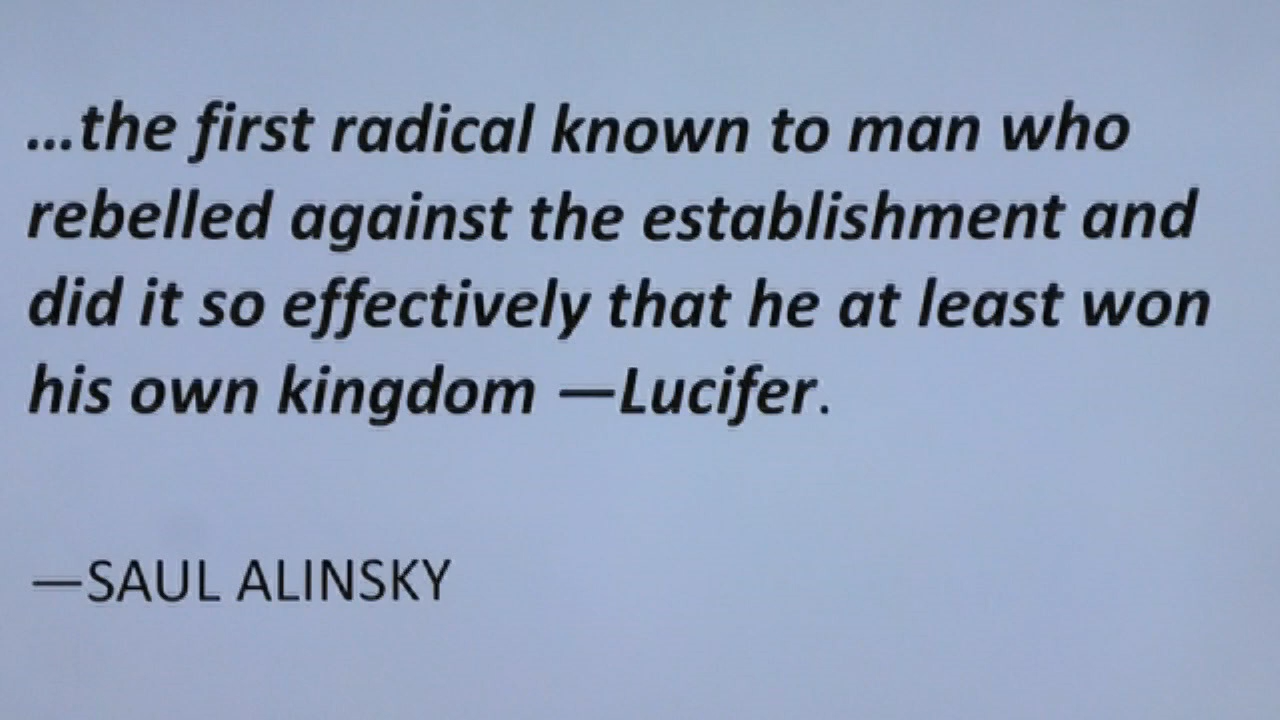 …the first radical known to man who
rebelled against the establishment and
did it so effectively that he at least won
his own kingdom —Lucifer.
—SAUL ALINSKY